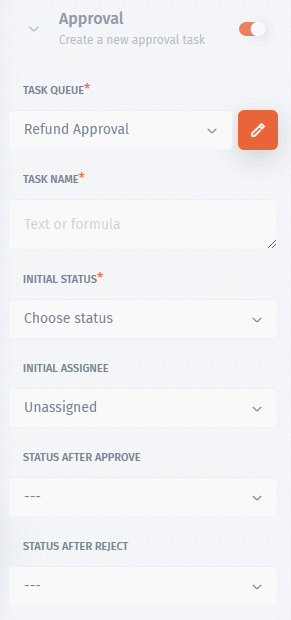 Approval
Create a new approval task
TASK QUEUE*
Refund Approval
TASK NAME*
Text or formula
INITIAL STATUS*
Choose status
INITIAL ASSIGNEE
Unassigned
STATUS AFTER APPROVE
---
STATUS AFTER REJECT
---